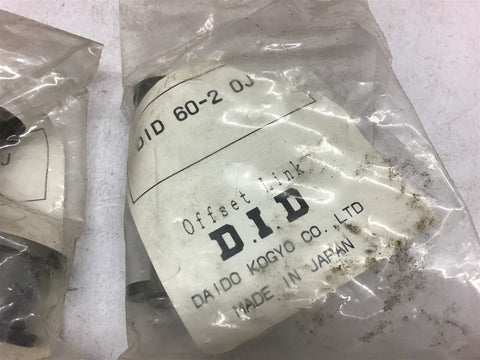 J
DID 60-2 OJ
Offset Link
D.I.D
DAIDO KOGYO CO., LTD
MADE IN JAPAN